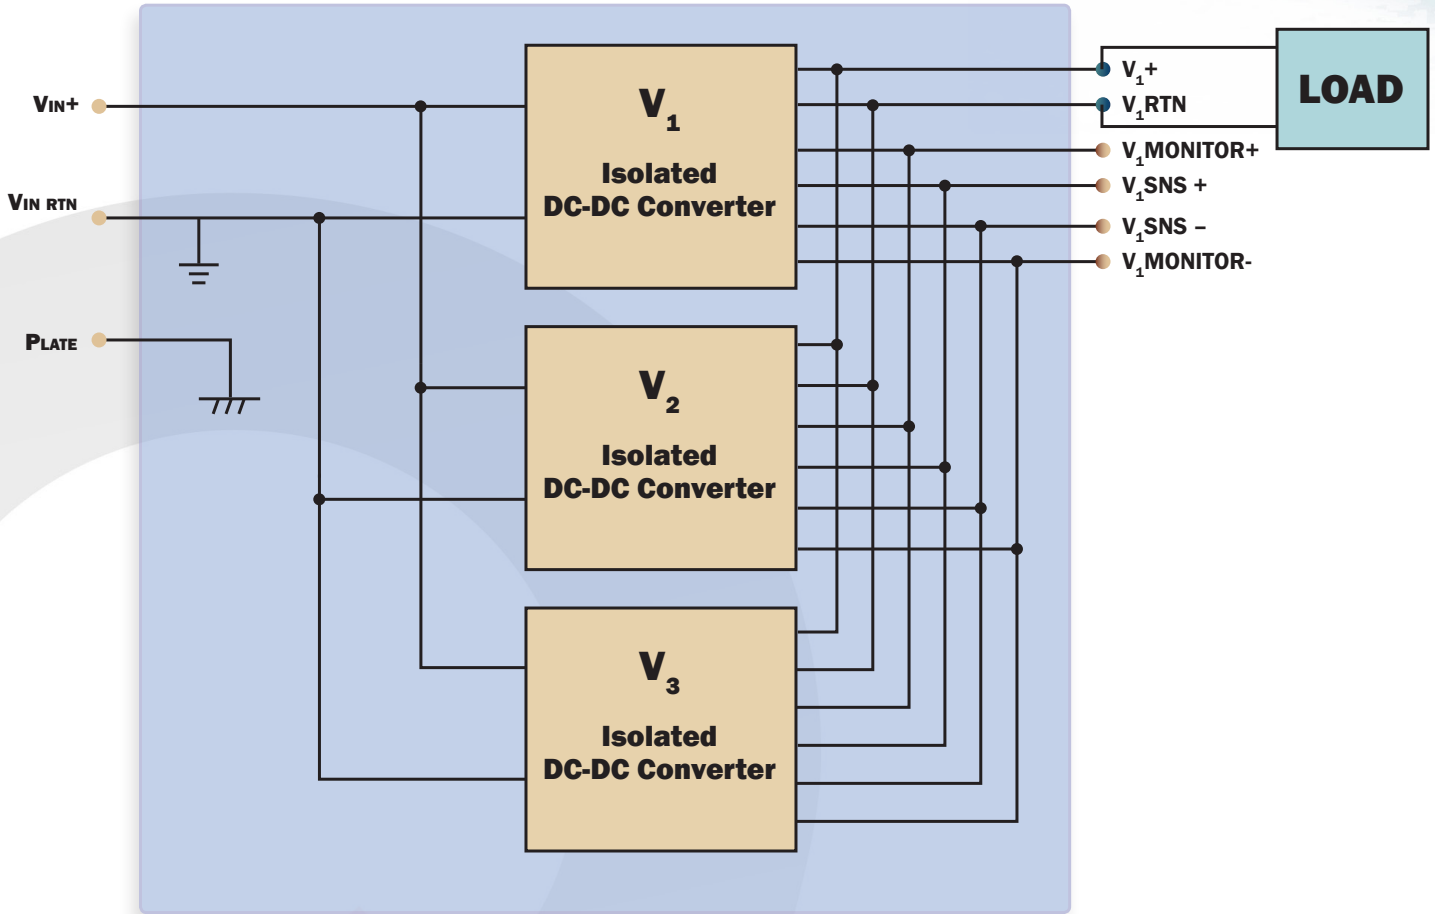 VIN+
VIN RTN
PLATE
V1
Isolated
DC-DC Converter
V2
Isolated
DC-DC Converter
V3
Isolated
DC-DC Converter
V1+
V1RTN
V1MONITOR+
V1SNS +
V1SNS –
V1MONITOR-
LOAD